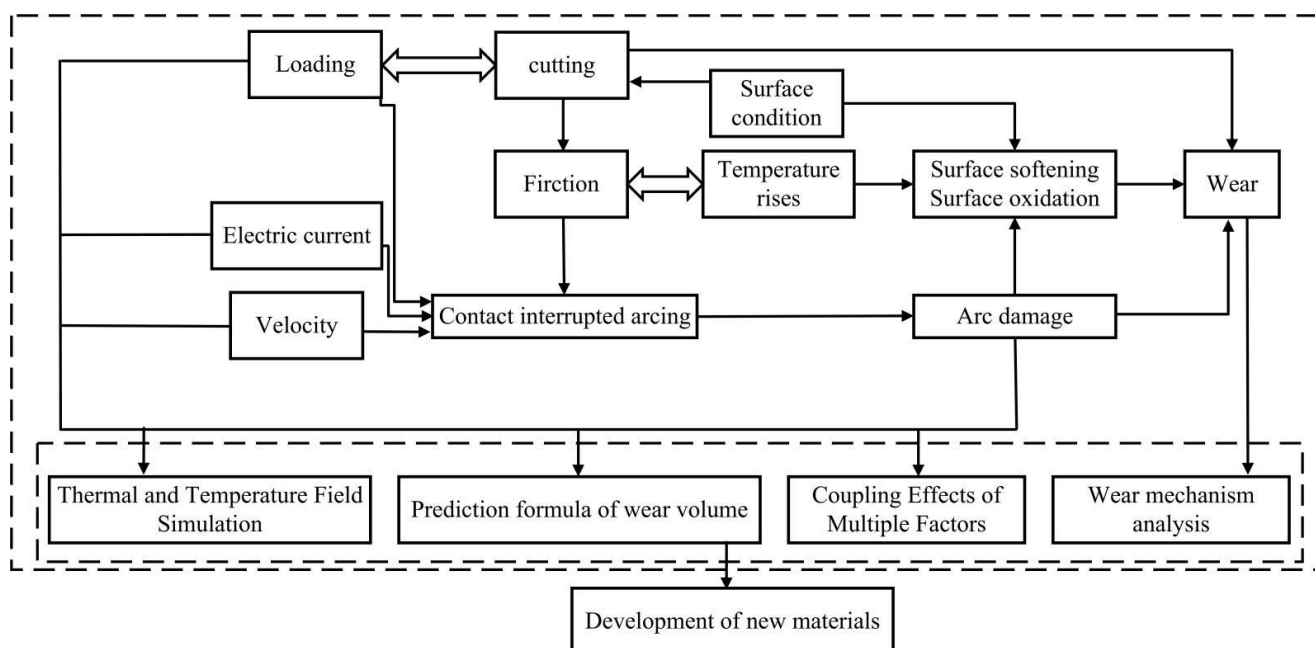 Loading
cutting
Surface
condition
Firction
Temperature
rises
Surface softening
Surface oxidation
Wear
Electric current
Velocity
Contact interrupted arcing
Arc damage
Thermal and Temperature Field
Simulation
Prediction formula of wear volume
Coupling Effects of
Multiple Factors
Wear mechanism
analysis
Development of new materials